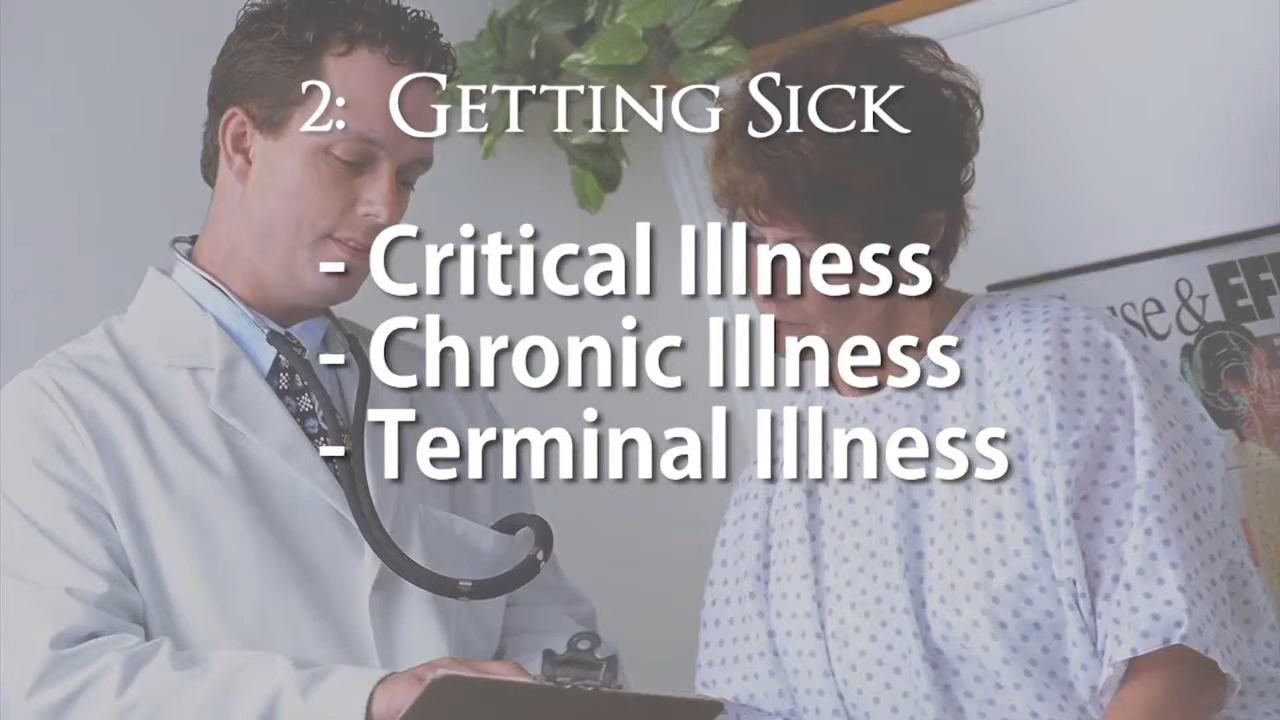 2: Getting Sick
- Critical Illness
- Chronic Illness
- Terminal Illness
&